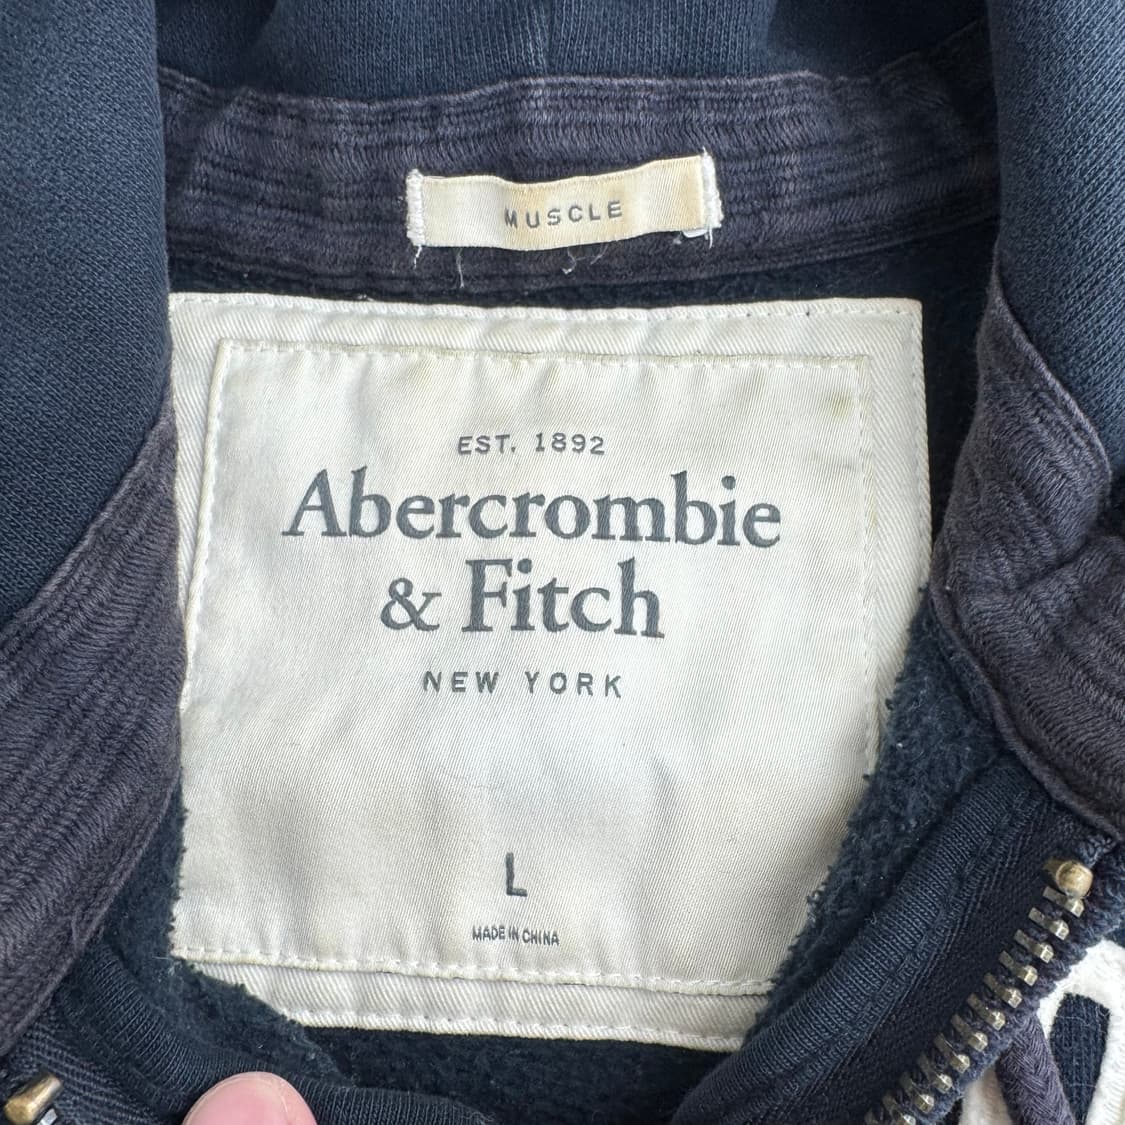 MUSCLE
EST. 1892
Abercrombie
& Fitch
NEW YORK
L
MADE IN CHINA